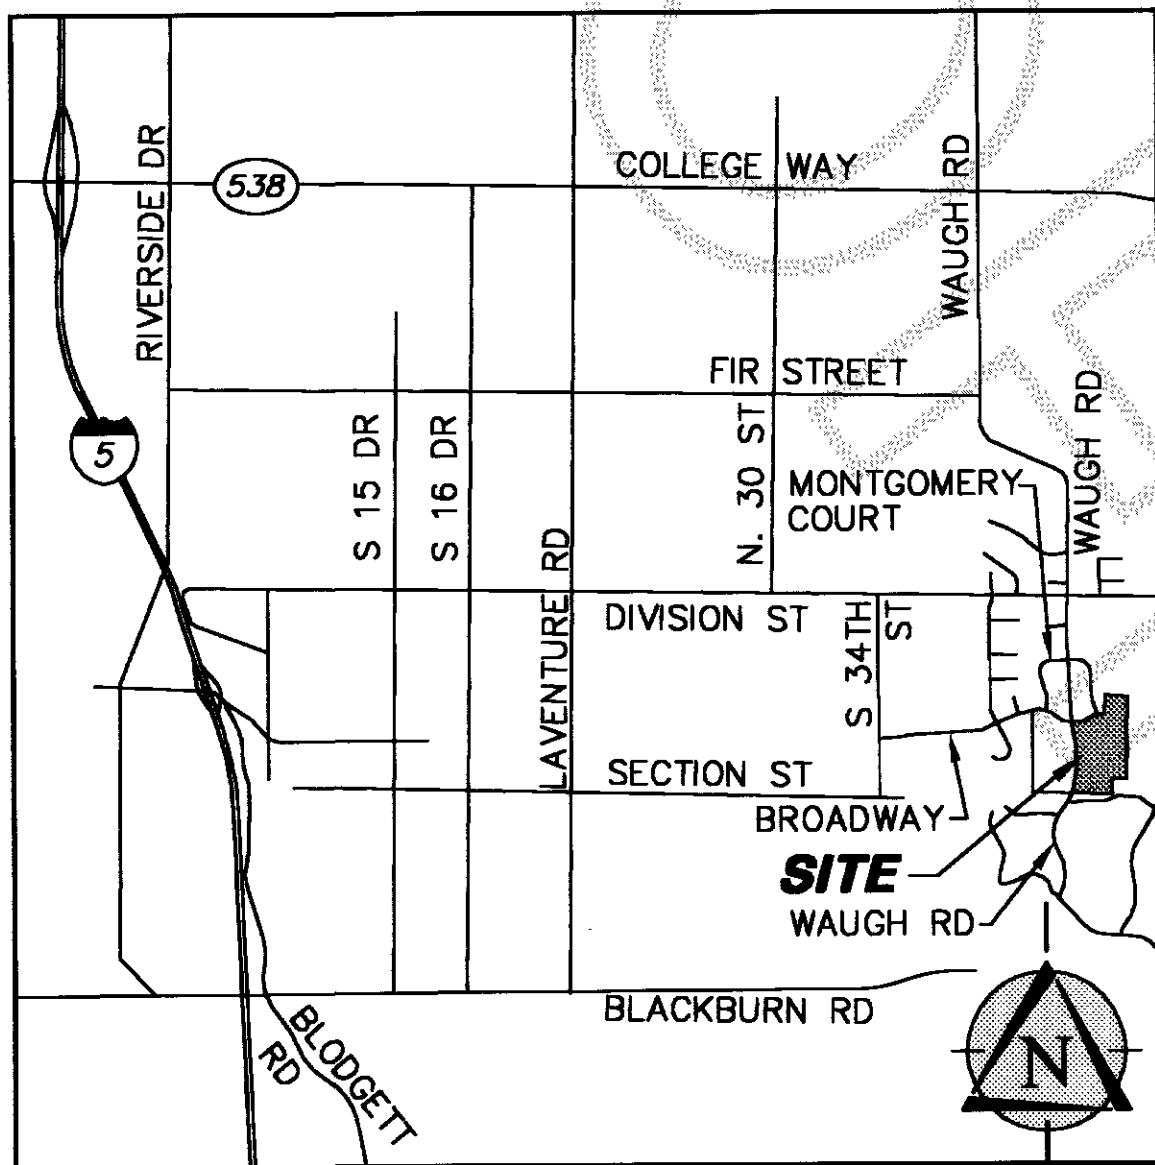 COLLEGE WAY
538
RIVERSIDE DR
WAUGH RD
FIR STREET
5
S 15 DR
S 16 DR
N. 30 ST
MONTGOMERY
COURT
WAUGH RD
LAVENTURE RD
DIVISION ST
S 34TH
ST
SECTION ST
BROADWAY
SITE
WAUGH RD
BLACKBURN RD
BLODGETT
RD
N